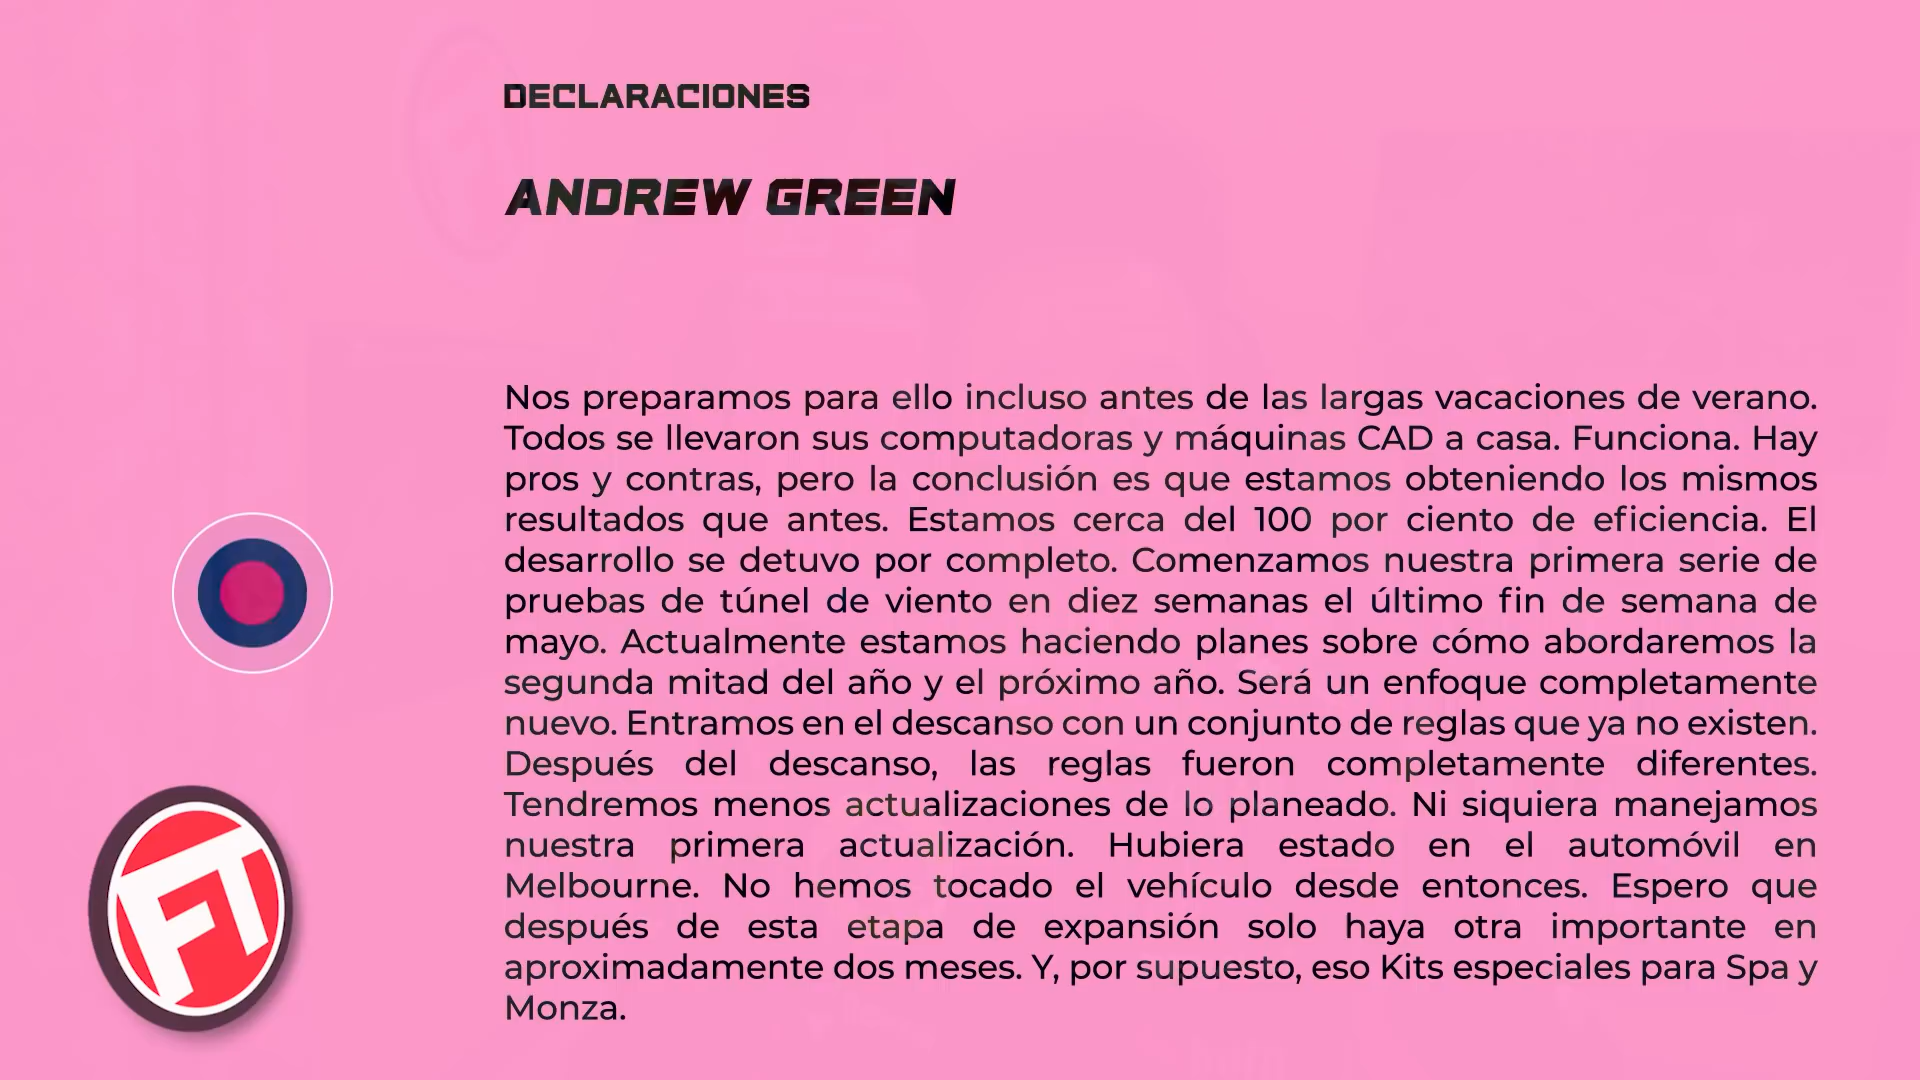 DECLARACIONES
ANDREW GREEN
Nos preparamos para ello incluso antes de las largas vacaciones de verano.
Todos se llevaron sus computadoras y máquinas CAD a casa. Funciona. Hay
pros y contras, pero la conclusión es que estamos obteniendo los mismos
resultados que antes. Estamos cerca del 100 por ciento de eficiencia. El
desarrollo se detuvo por completo. Comenzamos nuestra primera serie de
pruebas de túnel de viento en diez semanas el último fin de semana de
mayo. Actualmente estamos haciendo planes sobre cómo abordaremos la
segunda mitad del año y el próximo año. Será un enfoque completamente
nuevo. Entramos en el descanso con un conjunto de reglas que ya no existen.
Después del descanso, las reglas fueron completamente diferentes.
Tendremos menos actualizaciones de lo planeado. Ni siquiera manejamos
nuestra primera actualización. Hubiera estado en el automóvil en
Melbourne. No hemos tocado el vehículo desde entonces. Espero que
después de esta etapa de expansión solo haya otra importante en
aproximadamente dos meses. Y, por supuesto, eso Kits especiales para Spa y
Monza.
FT